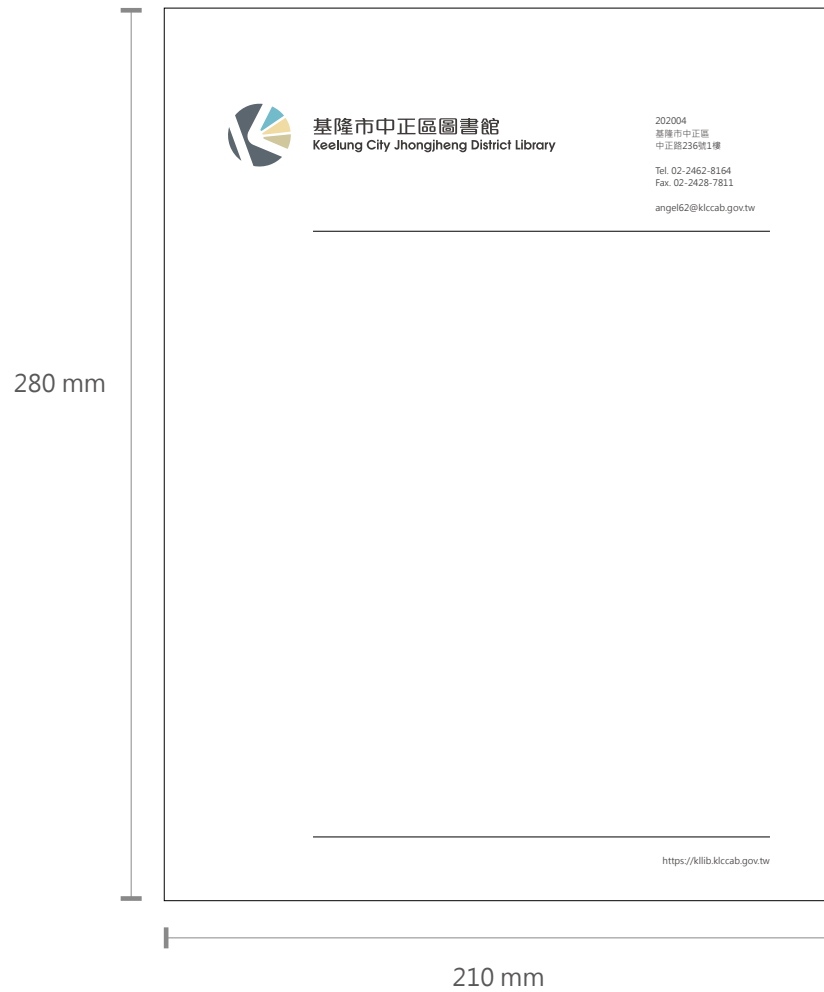 基隆市中正區圖書館
Keelung City Jhongjheng District Library
202004
基隆市中正區
中正路236號1樓
Tel. 02-2462-8164
Fax. 02-2428-7811
angel62@klccab.gov.tw
280 mm
https://kllib.klccab.gov.tw
210 mm